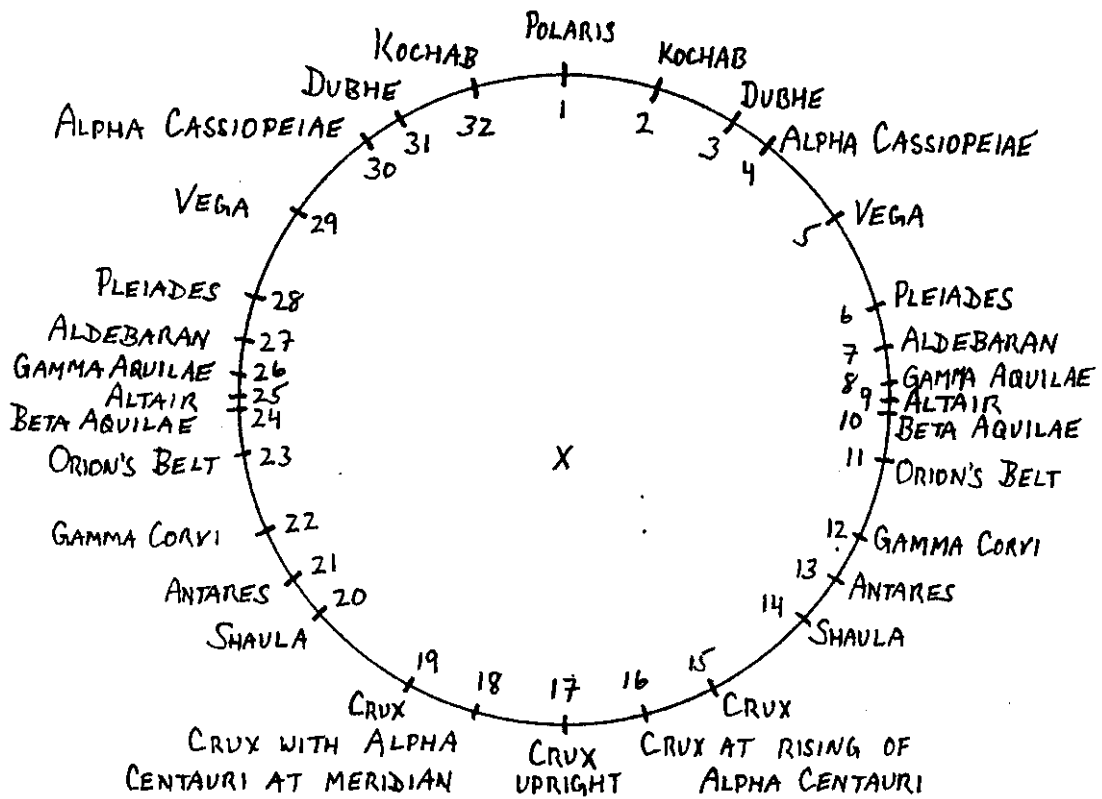 POLARIS
1
KOCHAB
2
DUBHE
3
ALPHA CASSIOPEIAE
4
VEGA
5
PLEIADES
6
ALDEBARAN
7
GAMMA AQUILAE
8
ALTAIR
9
BETA AQUILAE
10
ORION'S BELT
11
GAMMA CORVI
12
ANTARES
13
SHAULA
14
CRUX
15
CRUX AT RISING OF
ALPHA CENTAURI
16
CRUX
UPRIGHT
17
CRUX WITH ALPHA
CENTAURI AT MERIDIAN
18
CRUX
19
SHAULA
20
ANTARES
21
GAMMA CORVI
22
ORION'S BELT
23
BETA AQUILAE
24
ALTAIR
25
GAMMA AQUILAE
26
ALDEBARAN
27
PLEIADES
28
VEGA
29
ALPHA CASSIOPEIAE
30
DUBHE
31
KOCHAB
32
X